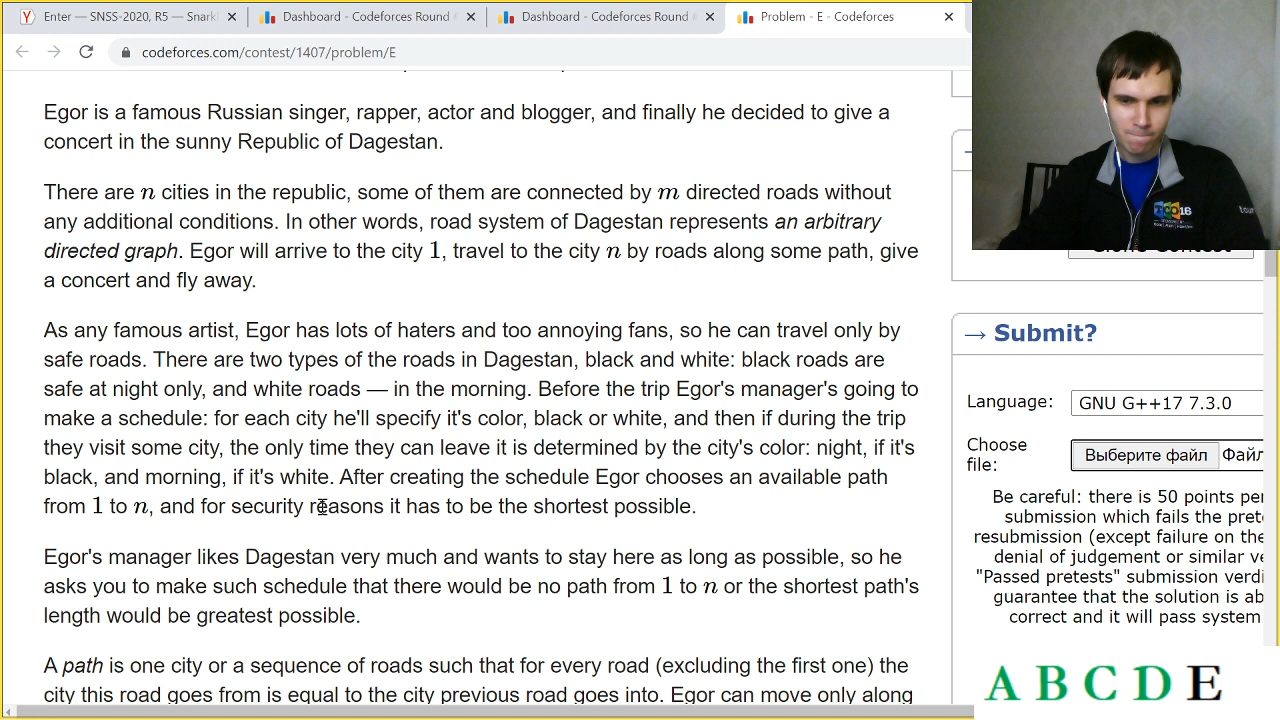 Enter — SNSS-2020, R5 — Snark
Dashboard - Codeforces Round
Dashboard - Codeforces Round
Problem - E - Codeforces
codeforces.com/contest/1407/problem/E
Egor is a famous Russian singer, rapper, actor and blogger, and finally he decided to give a
concert in the sunny Republic of Dagestan.
There are n cities in the republic, some of them are connected by m directed roads without
any additional conditions. In other words, road system of Dagestan represents an arbitrary
directed graph. Egor will arrive to the city 1, travel to the city n by roads along some path, give
a concert and fly away.
As any famous artist, Egor has lots of haters and too annoying fans, so he can travel only by
safe roads. There are two types of the roads in Dagestan, black and white: black roads are
safe at night only, and white roads — in the morning. Before the trip Egor's manager's going to
make a schedule: for each city he'll specify it's color, black or white, and then if during the trip
they visit some city, the only time they can leave it is determined by the city's color: night, if it's
black, and morning, if it's white. After creating the schedule Egor chooses an available path
from 1 to n, and for security reasons it has to be the shortest possible.
Egor's manager likes Dagestan very much and wants to stay here as long as possible, so he
asks you to make such schedule that there would be no path from 1 to n or the shortest path's
length would be greatest possible.
A path is one city or a sequence of roads such that for every road (excluding the first one) the
city this road goes from is equal to the city previous road goes into. Egor can move only along
→ Submit?
Language:
GNU G++17 7.3.0
Choose
file:
Выберите файл
Файл
Be careful: there is 50 points pe
submission which fails the pret
resubmission (except failure on the
denial of judgement or similar ve
"Passed pretests" submission verdi
guarantee that the solution is ab
correct and it will pass system
A B C D E